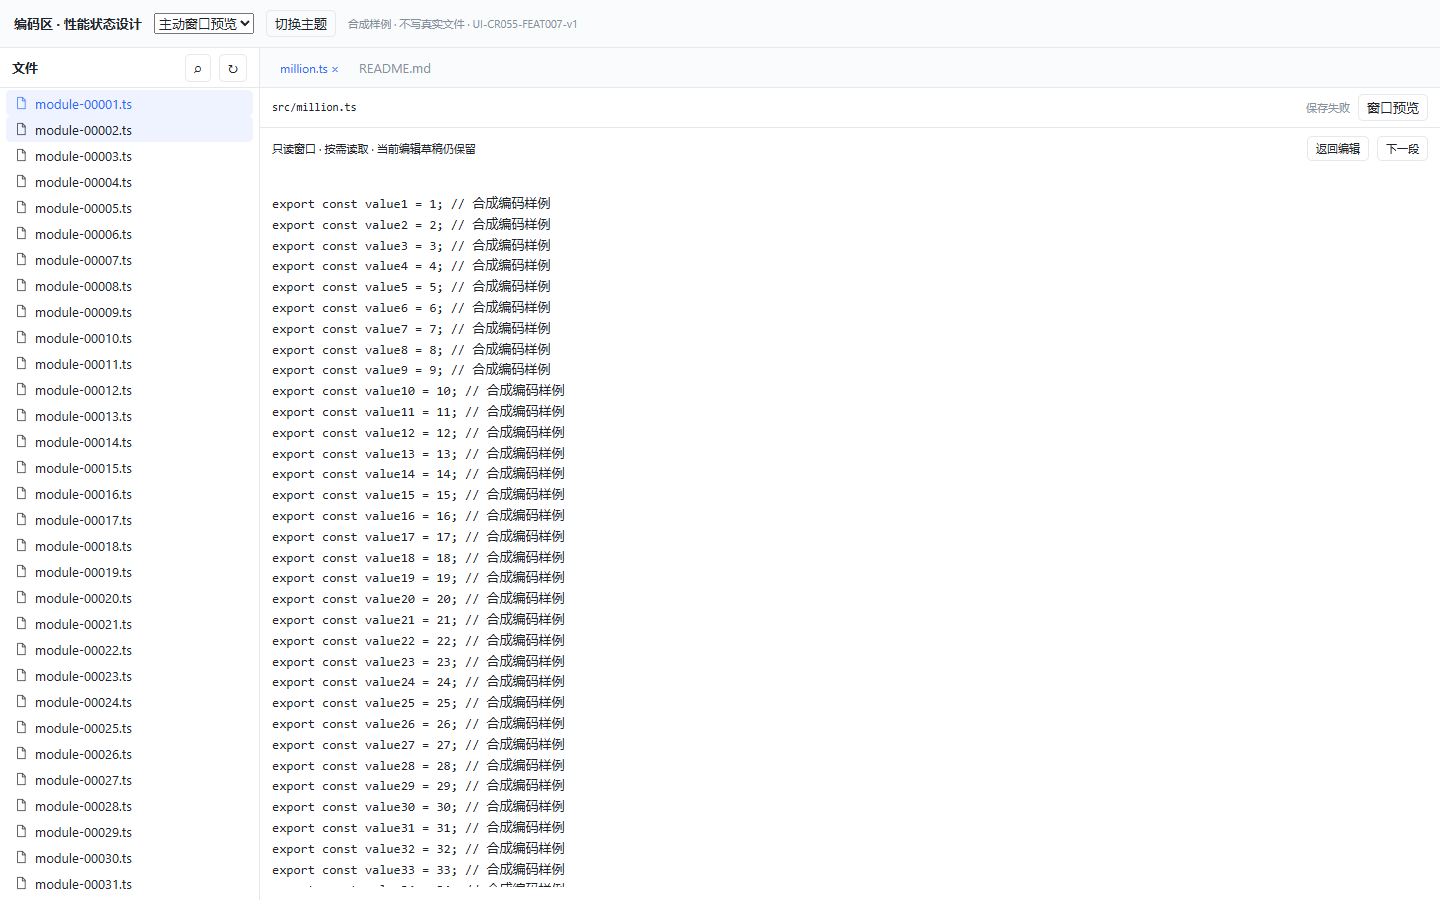 编码区 · 性能状态设计 主动窗口预览 切换主题 合成样例 · 不写真实文件 · UI-CR055-FEAT007-v1
文件
million.ts × README.md
src/million.ts 保存失败 窗口预览
只读窗口 · 按需读取 · 当前编辑草稿仍保留 返回编辑 下一段
module-00001.ts
module-00002.ts
module-00003.ts
module-00004.ts
module-00005.ts
module-00006.ts
module-00007.ts
module-00008.ts
module-00009.ts
module-00010.ts
module-00011.ts
module-00012.ts
module-00013.ts
module-00014.ts
module-00015.ts
module-00016.ts
module-00017.ts
module-00018.ts
module-00019.ts
module-00020.ts
module-00021.ts
module-00022.ts
module-00023.ts
module-00024.ts
module-00025.ts
module-00026.ts
module-00027.ts
module-00028.ts
module-00029.ts
module-00030.ts
module-00031.ts
export const value1 = 1; // 合成编码样例
export const value2 = 2; // 合成编码样例
export const value3 = 3; // 合成编码样例
export const value4 = 4; // 合成编码样例
export const value5 = 5; // 合成编码样例
export const value6 = 6; // 合成编码样例
export const value7 = 7; // 合成编码样例
export const value8 = 8; // 合成编码样例
export const value9 = 9; // 合成编码样例
export const value10 = 10; // 合成编码样例
export const value11 = 11; // 合成编码样例
export const value12 = 12; // 合成编码样例
export const value13 = 13; // 合成编码样例
export const value14 = 14; // 合成编码样例
export const value15 = 15; // 合成编码样例
export const value16 = 16; // 合成编码样例
export const value17 = 17; // 合成编码样例
export const value18 = 18; // 合成编码样例
export const value19 = 19; // 合成编码样例
export const value20 = 20; // 合成编码样例
export const value21 = 21; // 合成编码样例
export const value22 = 22; // 合成编码样例
export const value23 = 23; // 合成编码样例
export const value24 = 24; // 合成编码样例
export const value25 = 25; // 合成编码样例
export const value26 = 26; // 合成编码样例
export const value27 = 27; // 合成编码样例
export const value28 = 28; // 合成编码样例
export const value29 = 29; // 合成编码样例
export const value30 = 30; // 合成编码样例
export const value31 = 31; // 合成编码样例
export const value32 = 32; // 合成编码样例
export const value33 = 33; // 合成编码样例